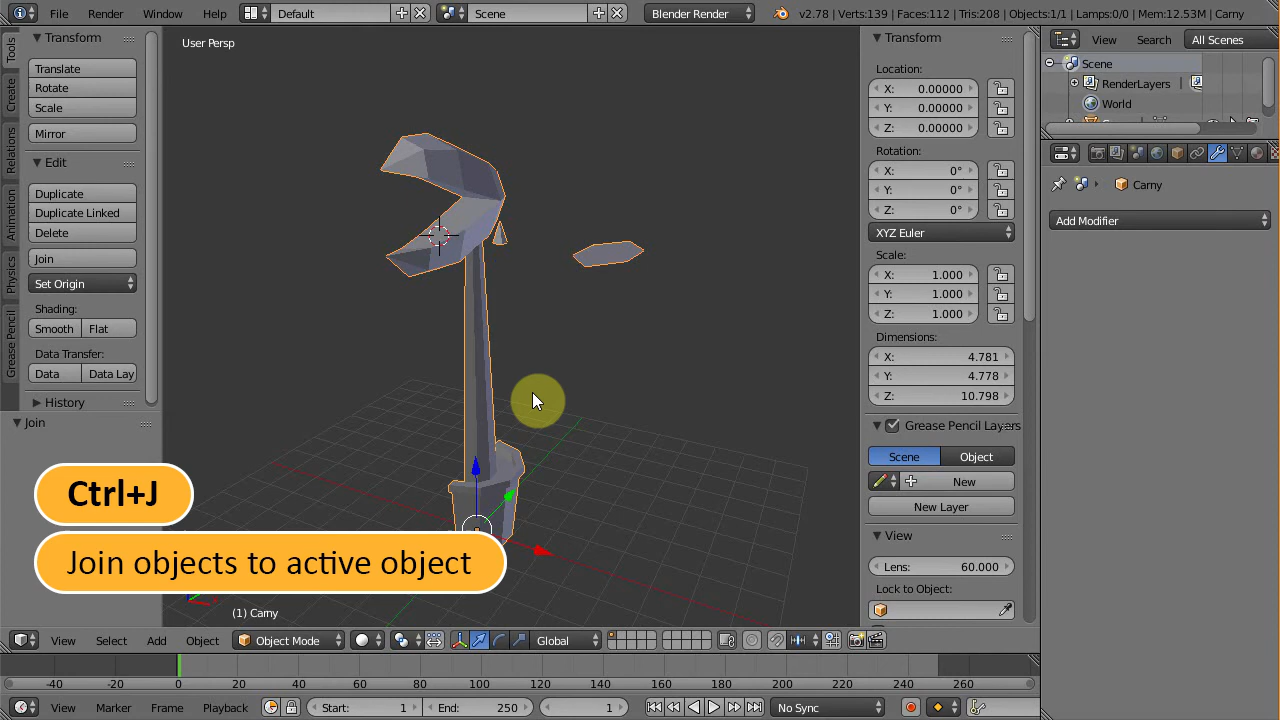 File Render Window Help Default Scene Blender Render v2.78 | Verts:139 | Faces:112 | Tris:208 | Objects:1/1 | Lamps:0/0 | Mem:12.53M | Carny
Tools
Create
Relations
Animation
Physics
Grease Pencil
Transform
Translate
Rotate
Scale
Mirror
Edit
Duplicate
Duplicate Linked
Delete
Join
Set Origin
Shading:
Smooth Flat
Data Transfer:
Data Data Lay
History
Join
User Persp
Ctrl+J
Join objects to active object
(1) Carny
Transform
Location:
X: 0.00000
Y: 0.00000
Z: 0.00000
Rotation:
X: 0°
Y: 0°
Z: 0°
XYZ Euler
Scale:
X: 1.000
Y: 1.000
Z: 1.000
Dimensions:
X: 4.781
Y: 4.778
Z: 10.798
Grease Pencil Layers
Scene Object
New
New Layer
View
Lens: 60.000
Lock to Object:
View Search All Scenes
Scene
RenderLayers |
World
Carny
Add Modifier
View Select Add Object Object Mode Global
-40 -20 0 20 40 60 80 100 120 140 160 180 200 220 240 260
View Marker Frame Playback Start: 1 End: 250 1 No Sync